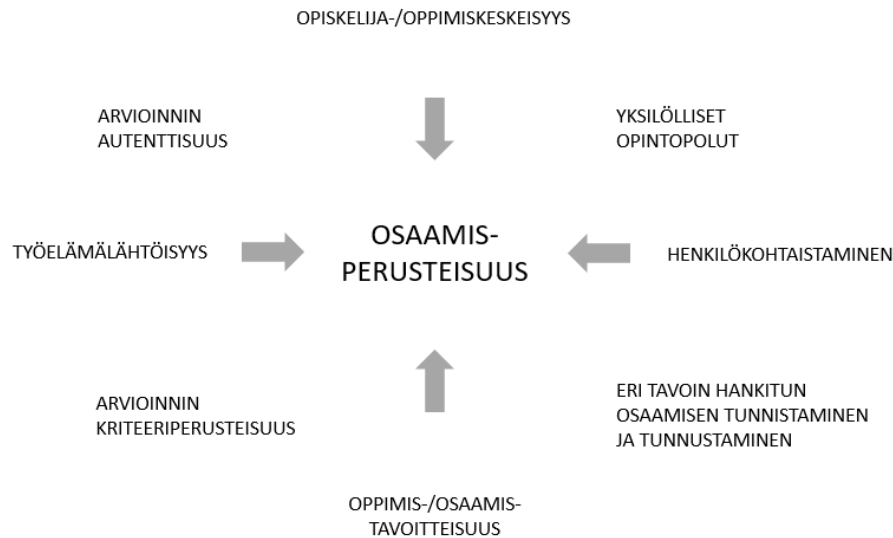 OPISKELIJA-/OPPIMISKESKEISYYS
ARVIOINNIN
AUTENTTISUUS
YKSILÖLLISET
OPINTOPOLUT
TYÖELÄMÄLÄHTÖISYYS
OSAAMIS-
PERUSTEISUUS
HENKILÖKOHTAISTAMINEN
ARVIOINNIN
KRITEERIPERUSTEISUUS
ERI TAVOIN HANKITUN
OSAAMISEN TUNNISTAMINEN
JA TUNNUSTAMINEN
OPPIMIS-/OSAAMIS-
TAVOITTEISUUS